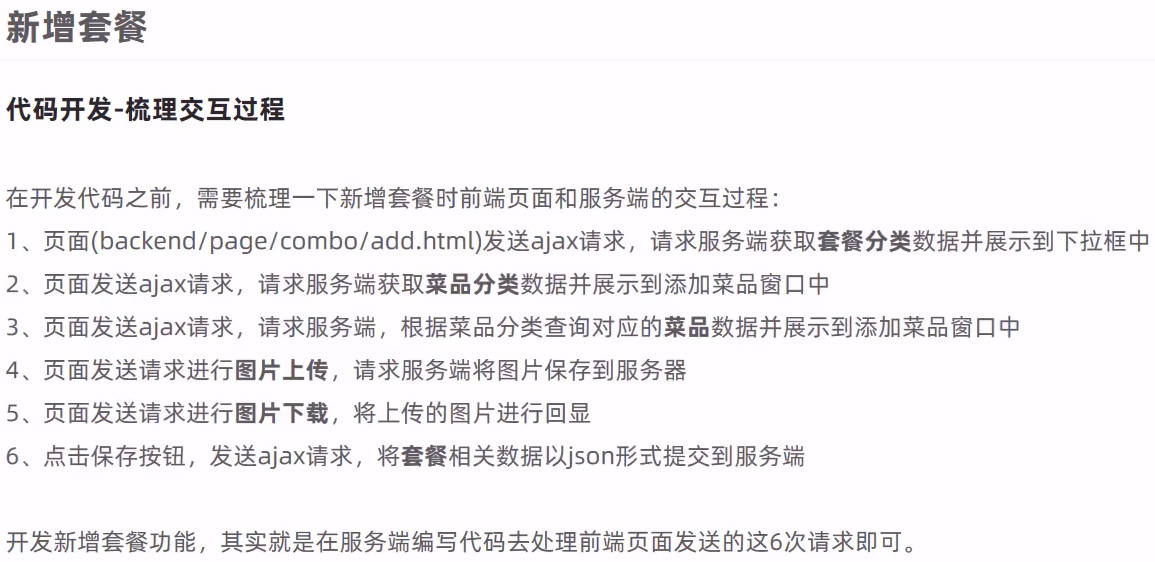 新增套餐
代码开发-梳理交互过程
在开发代码之前，需要梳理一下新增套餐时前端页面和服务端的交互过程：
1、页面(backend/page/combo/add.html)发送ajax请求，请求服务端获取套餐分类数据并展示到下拉框中
2、页面发送ajax请求，请求服务端获取菜品分类数据并展示到添加菜品窗口中
3、页面发送ajax请求，请求服务端，根据菜品分类查询对应的菜品数据并展示到添加菜品窗口中
4、页面发送请求进行图片上传，请求服务端将图片保存到服务器
5、页面发送请求进行图片下载，将上传的图片进行回显
6、点击保存按钮，发送ajax请求，将套餐相关数据以json形式提交到服务端
开发新增套餐功能，其实就是在服务端编写代码去处理前端页面发送的这6次请求即可。